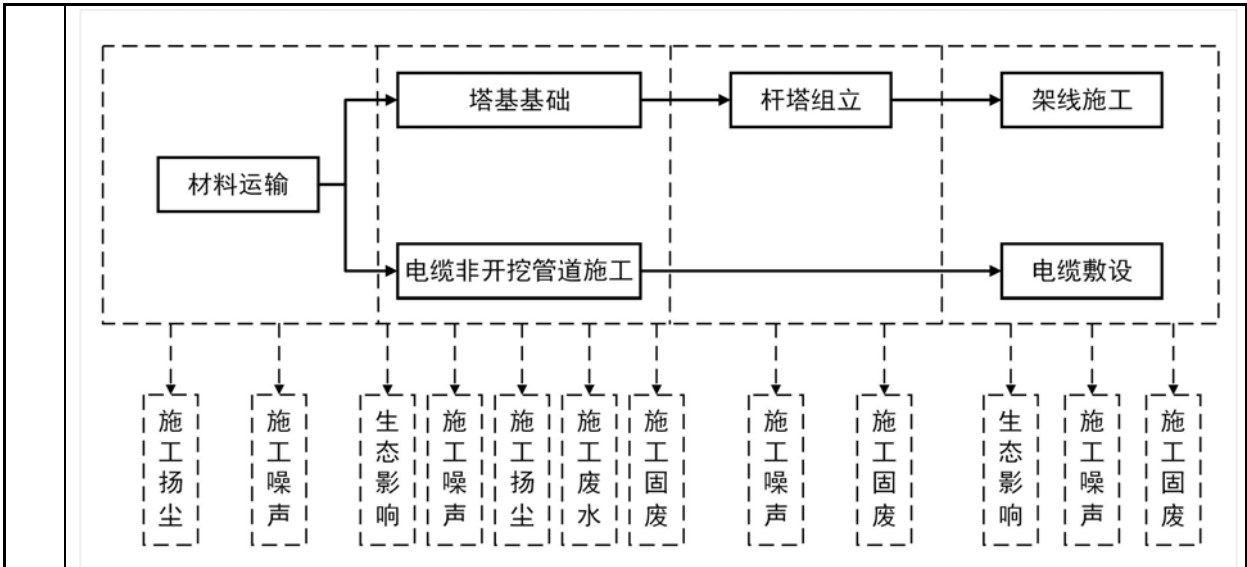 塔基基础
杆塔组立
架线施工
材料运输
电缆非开挖管道施工
电缆敷设
施工扬尘
施工噪声
生态影响
施工噪声
施工扬尘
施工废水
施工固废
施工噪声
施工固废
生态影响
施工噪声
施工固废